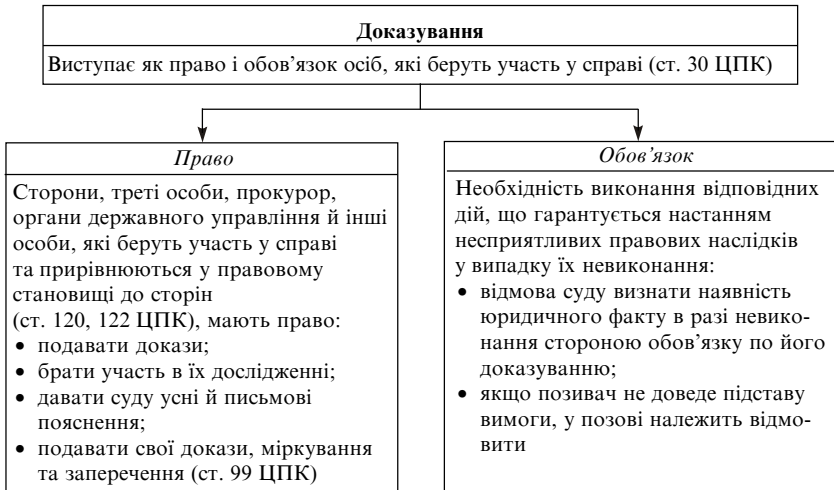 Доказування
Виступає як право і обов'язок осіб, які беруть участь у справі (ст. 30 ЦПК)
Право
Сторони, треті особи, прокурор,
органи державного управління й інші
особи, які беруть участь у справі
та прирівнюються у правовому
становищі до сторін
(ст. 120, 122 ЦПК), мають право:
• подавати докази;
• брати участь в їх дослідженні;
• давати суду усні й письмові
пояснення;
• подавати свої докази, міркування
та заперечення (ст. 99 ЦПК)
Обов'язок
Необхідність виконання відповідних
дій, що гарантується настанням
несприятливих правових наслідків
у випадку їх невиконання:
• відмова суду визнати наявність
юридичного факту в разі невико-
нання стороною обов'язку по його
доказуванню;
• якщо позивач не доведе підставу
вимоги, у позові належить відмо-
вити